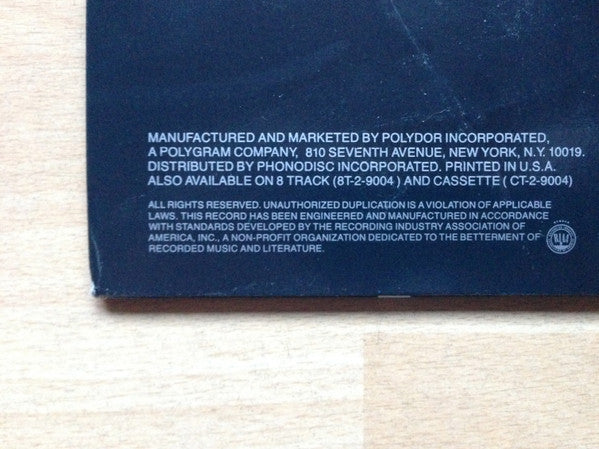 MANUFACTURED AND MARKETED BY POLYDOR INCORPORATED,
A POLYGRAM COMPANY, 810 SEVENTH AVENUE, NEW YORK, N.Y. 10019.
DISTRIBUTED BY PHONODISC INCORPORATED. PRINTED IN U.S.A.
ALSO AVAILABLE ON 8 TRACK (8T-2-9004 ) AND CASSETTE ( CT-2-9004)
ALL RIGHTS RESERVED. UNAUTHORIZED DUPLICATION IS A VIOLATION OF APPLICABLE
LAWS. THIS RECORD HAS BEEN ENGINEERED AND MANUFACTURED IN ACCORDANCE
WITH STANDARDS DEVELOPED BY THE RECORDING INDUSTRY ASSOCIATION OF
AMERICA, INC., A NON-PROFIT ORGANIZATION DEDICATED TO THE BETTERMENT OF
RECORDED MUSIC AND LITERATURE.